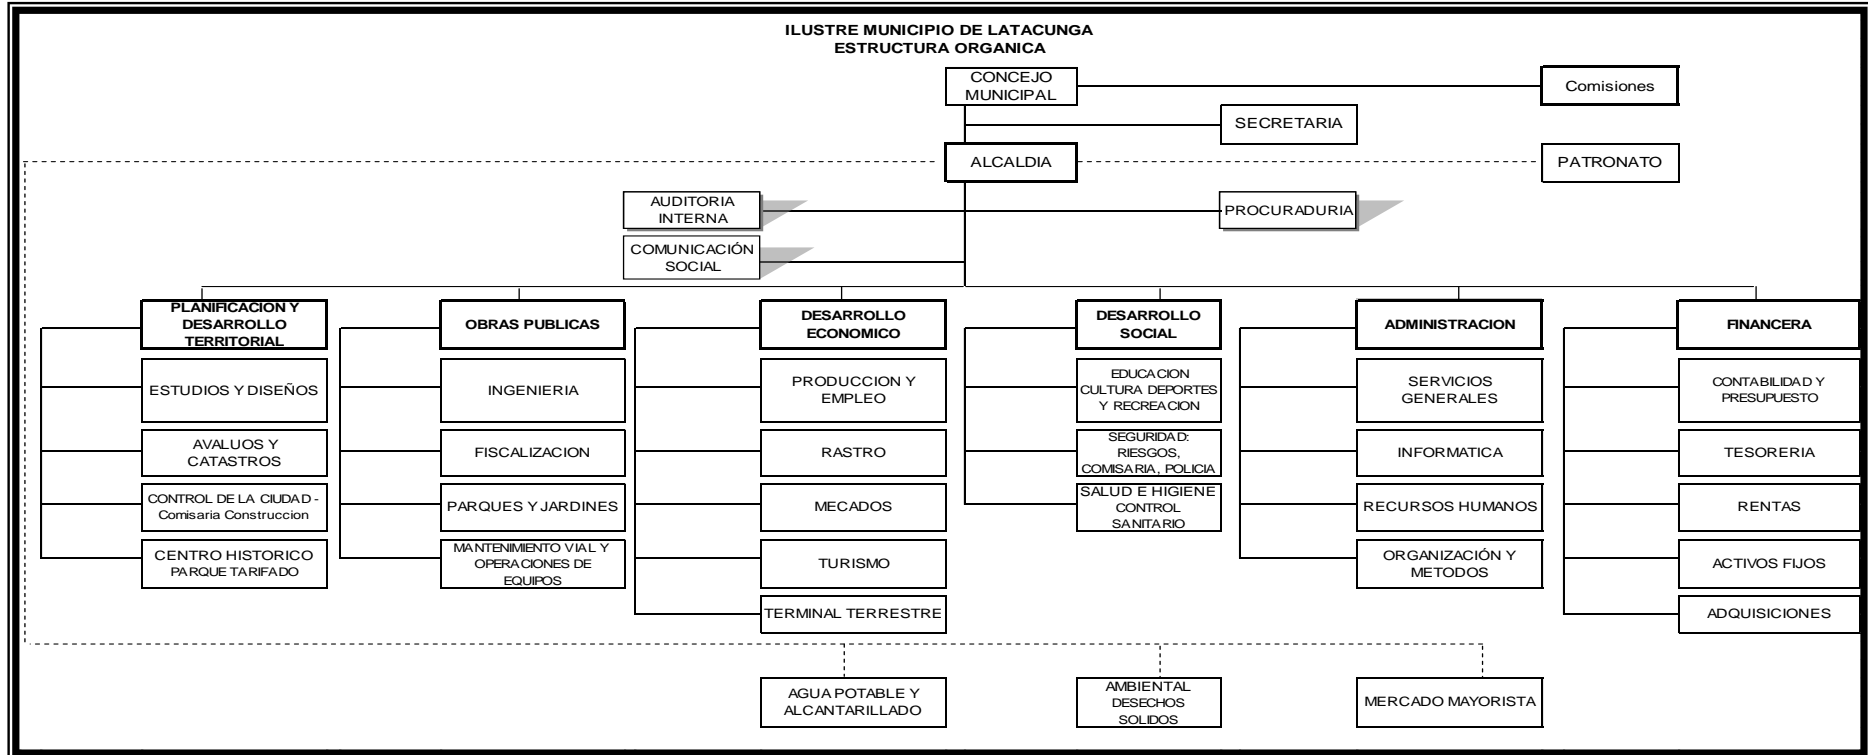 ILUSTRE MUNICIPIO DE LATACUNGA
ESTRUCTURA ORGANICA
CONCEJO
MUNICIPAL
Comisiones
SECRETARIA
ALCALDIA
PATRONATO
AUDITORIA
INTERNA
PROCURADURIA
COMUNICACIÓN
SOCIAL
PLANIFICACION Y
DESARROLLO
TERRITORIAL
OBRAS PUBLICAS
DESARROLLO
ECONOMICO
DESARROLLO
SOCIAL
ADMINISTRACION
FINANCERA
ESTUDIOS Y DISEÑOS
INGENIERIA
PRODUCCION Y
EMPLEO
EDUCACION
CULTURA DEPORTES
Y RECREACION
SERVICIOS
GENERALES
CONTABILIDAD Y
PRESUPUESTO
AVALUOS Y
CATASTROS
FISCALIZACION
RASTRO
SEGURIDAD:
RIESGOS,
COMISARIA, POLICIA
INFORMATICA
TESORERIA
CONTROL DE LA CIUDAD -
Comisaria Construccion
PARQUES Y JARDINES
MECADOS
SALUD E HIGIENE
CONTROL
SANITARIO
RECURSOS HUMANOS
RENTAS
CENTRO HISTORICO
PARQUE TARIFADO
MANTENIMIENTO VIAL Y
OPERACIONES DE
EQUIPOS
TURISMO
ORGANIZACIÓN Y
METODOS
ACTIVOS FIJOS
TERMINAL TERRESTRE
ADQUISICIONES
AGUA POTABLE Y
ALCANTARILLADO
AMBIENTAL
DESECHOS
SOLIDOS
MERCADO MAYORISTA